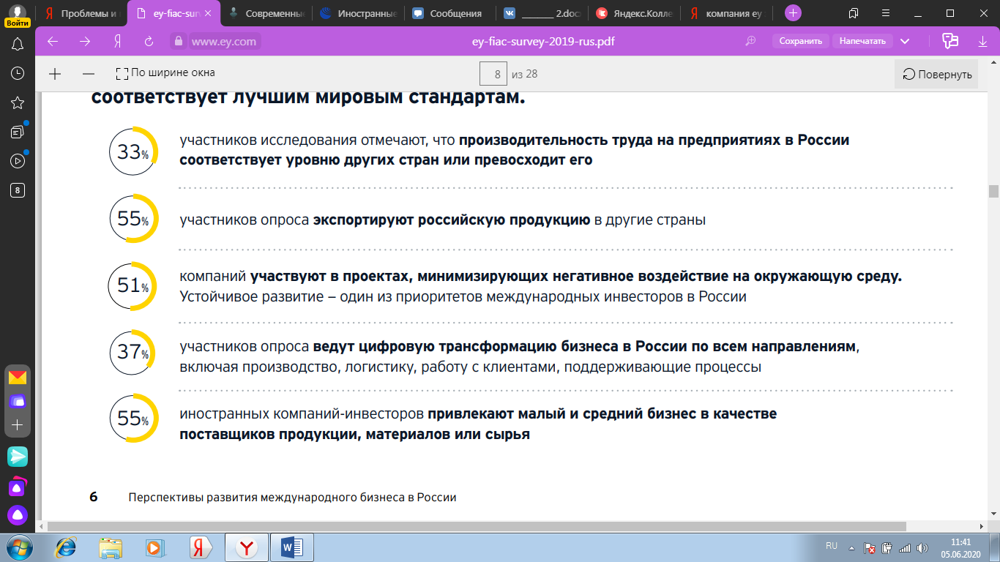 Проблемы и п
ey-fiac-surv
Современные
Иностранные
Сообщения
______ 2.docx
Яндекс.Колле
компания ey
Войти
www.ey.com
ey-fiac-survey-2019-rus.pdf
Сохранить
Напечатать
По ширине окна
8 из 28
Повернуть
соответствует лучшим мировым стандартам.
33%
участников исследования отмечают, что производительность труда на предприятиях в России
соответствует уровню других стран или превосходит его
55%
участников опроса экспортируют российскую продукцию в другие страны
51%
компаний участвуют в проектах, минимизирующих негативное воздействие на окружающую среду.
Устойчивое развитие – один из приоритетов международных инвесторов в России
37%
участников опроса ведут цифровую трансформацию бизнеса в России по всем направлениям,
включая производство, логистику, работу с клиентами, поддерживающие процессы
55%
иностранных компаний-инвесторов привлекают малый и средний бизнес в качестве
поставщиков продукции, материалов или сырья
6 Перспективы развития международного бизнеса в России
8
RU
11:41
05.06.2020